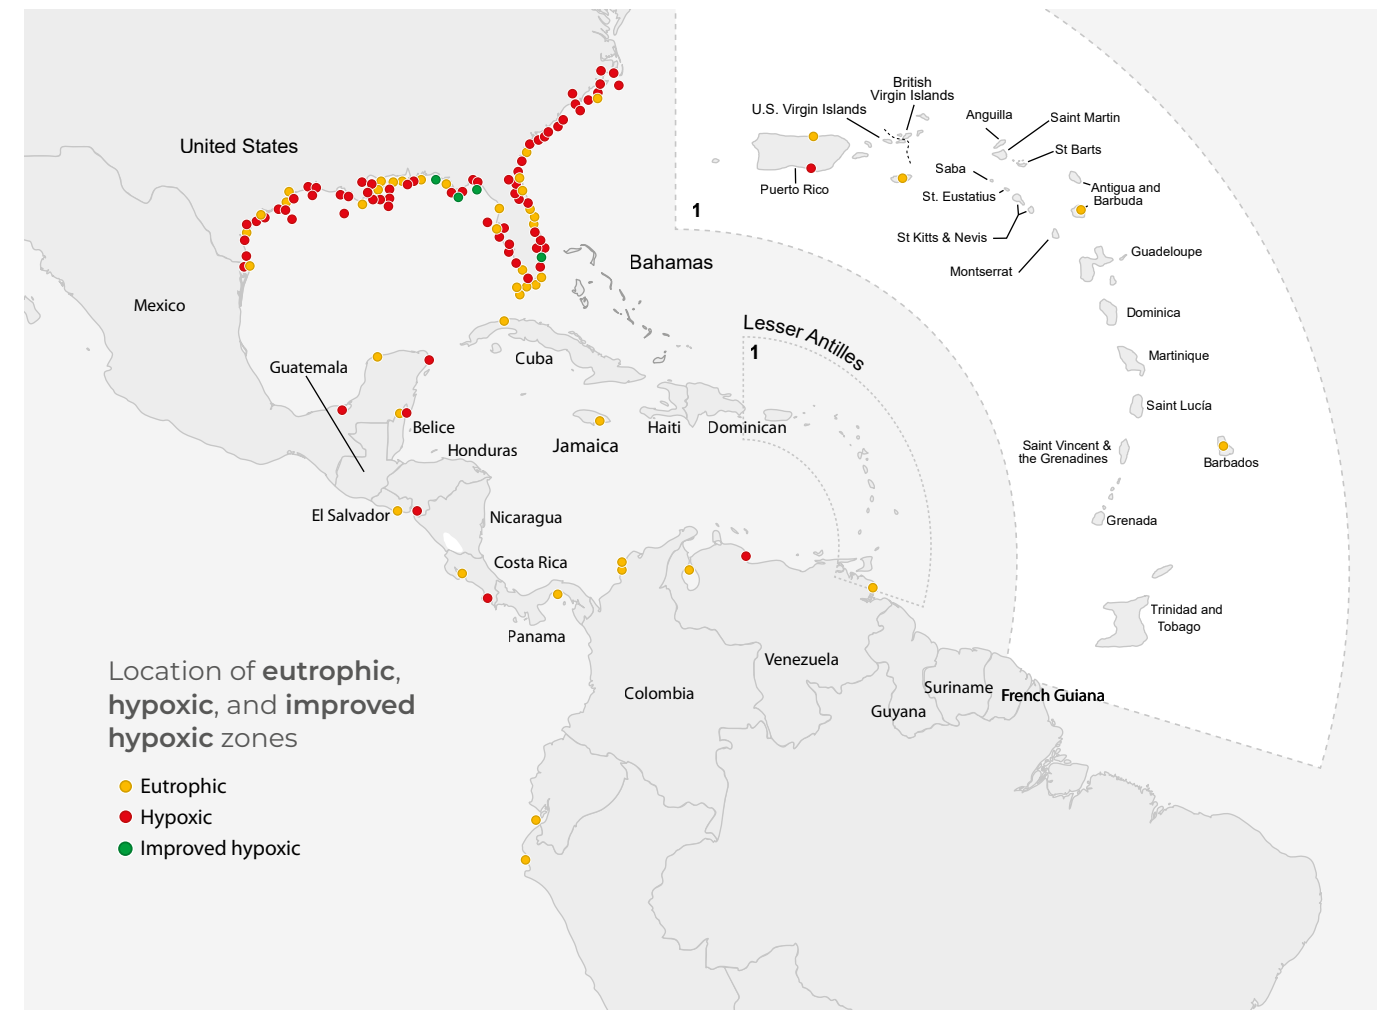 British
Virgin Islands
U.S. Virgin Islands
Anguilla
Saint Martin
United States
St Barts
Saba
Puerto Rico
Antigua and
Barbuda
St. Eustatius
1
St Kitts & Nevis
Guadeloupe
Bahamas
Montserrat
Mexico
Dominica
Lesser Antilles
1
Cuba
Martinique
Guatemala
Saint Lucía
Belice
Haiti
Dominican
Jamaica
Honduras
Saint Vincent &
the Grenadines
Barbados
El Salvador
Nicaragua
Grenada
Costa Rica
Trinidad and
Tobago
Panama
Venezuela
Location of eutrophic,
hypoxic, and improved
hypoxic zones
Colombia
Suriname
French Guiana
Guyana
Eutrophic
Hypoxic
Improved hypoxic